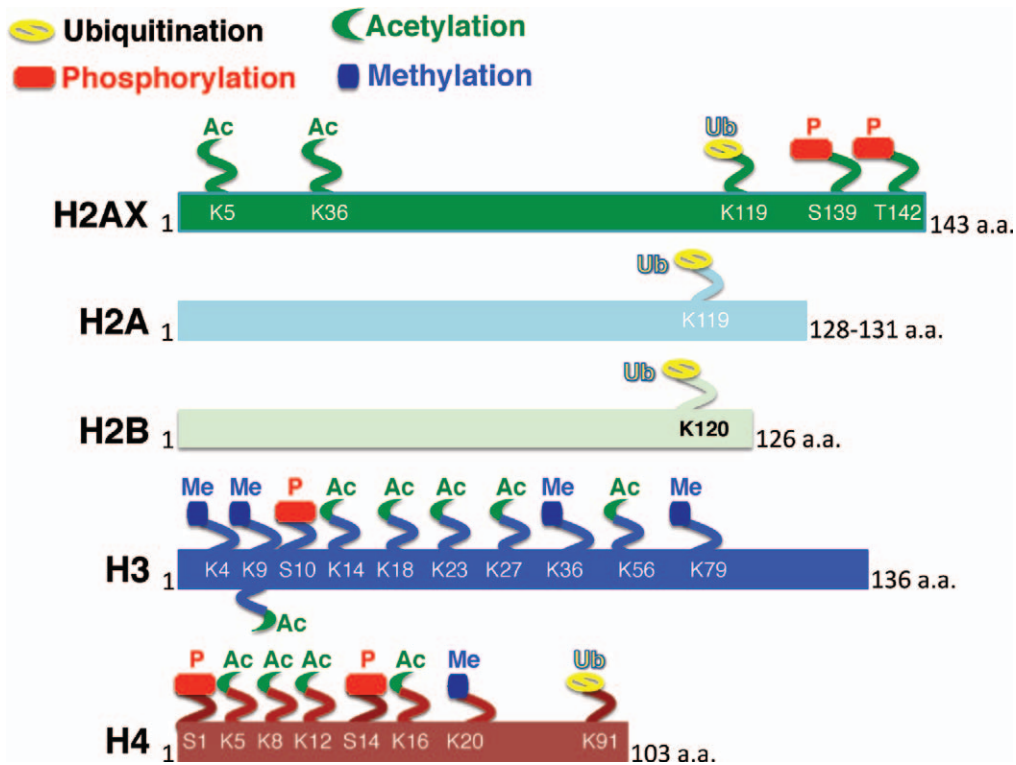 Ubiquitination Acetylation
Phosphorylation Methylation
Ac Ac Ub P P
H2AX 1 K5 K36 K119 S139 T142 143 a.a.
Ub
H2A 1 K119 128-131 a.a.
Ub
H2B 1 K120 126 a.a.
Me Me P Ac Ac Ac Ac Me Ac Me
H3 1 K4 K9 S10 K14 K18 K23 K27 K36 K56 K79 136 a.a.
Ac
P Ac Ac Ac P Ac Me Ub
H4 1 S1 K5 K8 K12 S14 K16 K20 K91 103 a.a.